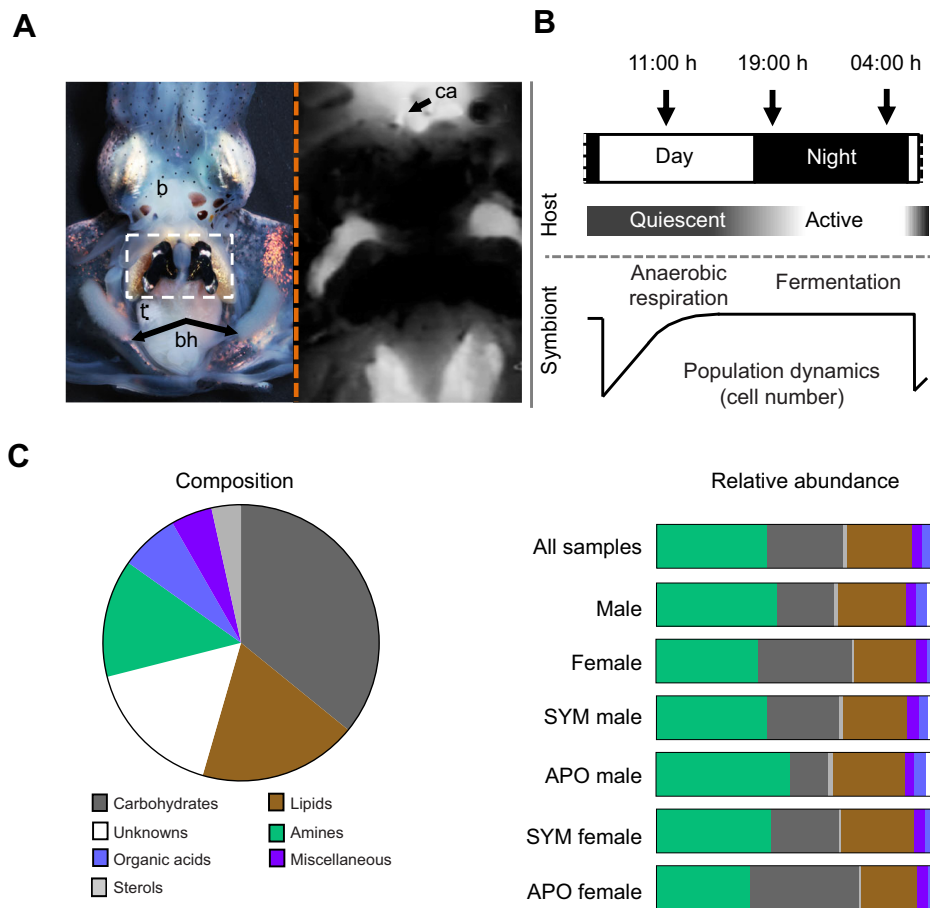 A
b
t
bh
ca
B
11:00 h 19:00 h 04:00 h
Day Night
Host
Quiescent Active
Symbiont
Anaerobic
respiration
Fermentation
Population dynamics
(cell number)
C
Composition
Carbohydrates Lipids
Unknowns Amines
Organic acids Miscellaneous
Sterols
Relative abundance
All samples
Male
Female
SYM male
APO male
SYM female
APO female